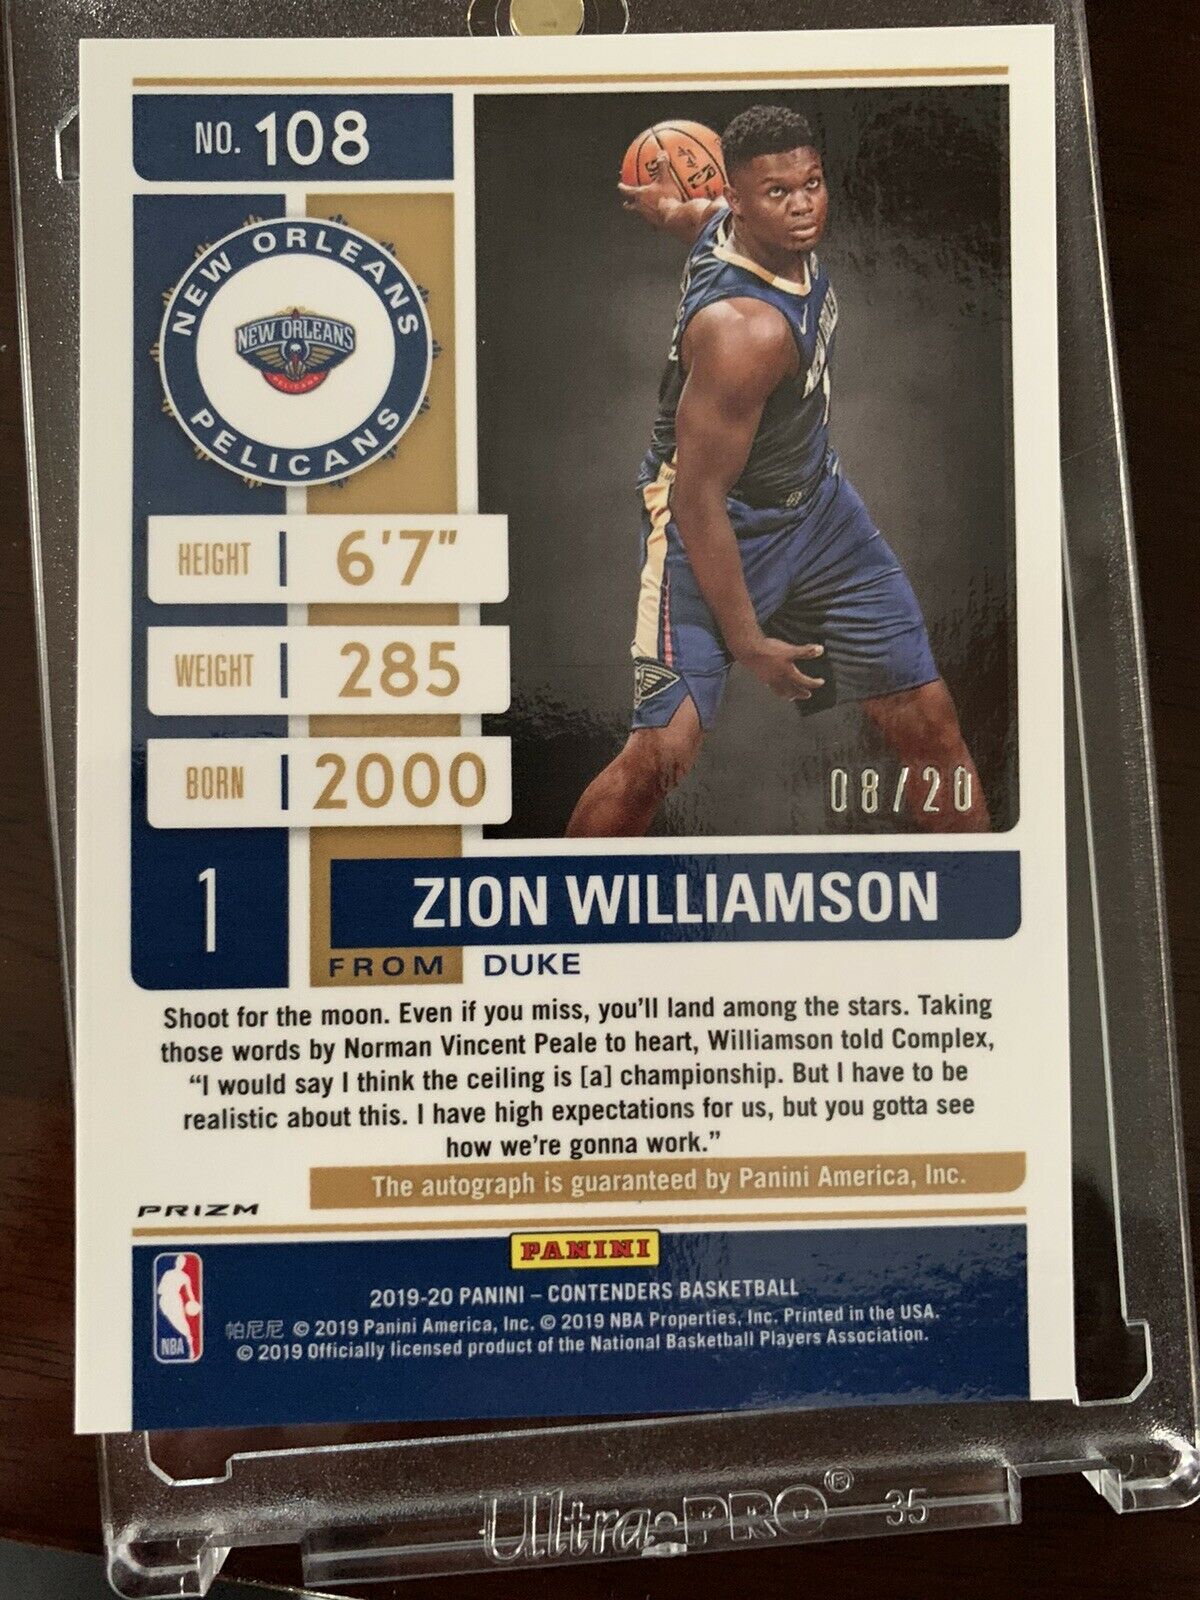 NO. 108
NEW ORLEANS
NEW ORLEANS
PELICANS
PELICANS
NEW ORLEANS
HEIGHT 6'7"
WEIGHT 285
BORN 2000
08/20
1
ZION WILLIAMSON
FROM DUKE
Shoot for the moon. Even if you miss, you'll land among the stars. Taking
those words by Norman Vincent Peale to heart, Williamson told Complex,
“I would say I think the ceiling is [a] championship. But I have to be
realistic about this. I have high expectations for us, but you gotta see
how we're gonna work.”
The autograph is guaranteed by Panini America, Inc.
PRIZM
PANINI
2019-20 PANINI – CONTENDERS BASKETBALL
帕尼尼 © 2019 Panini America, Inc. © 2019 NBA Properties, Inc. Printed in the USA.
© 2019 Officially licensed product of the National Basketball Players Association.
NBA
Ultra·PRO® 35